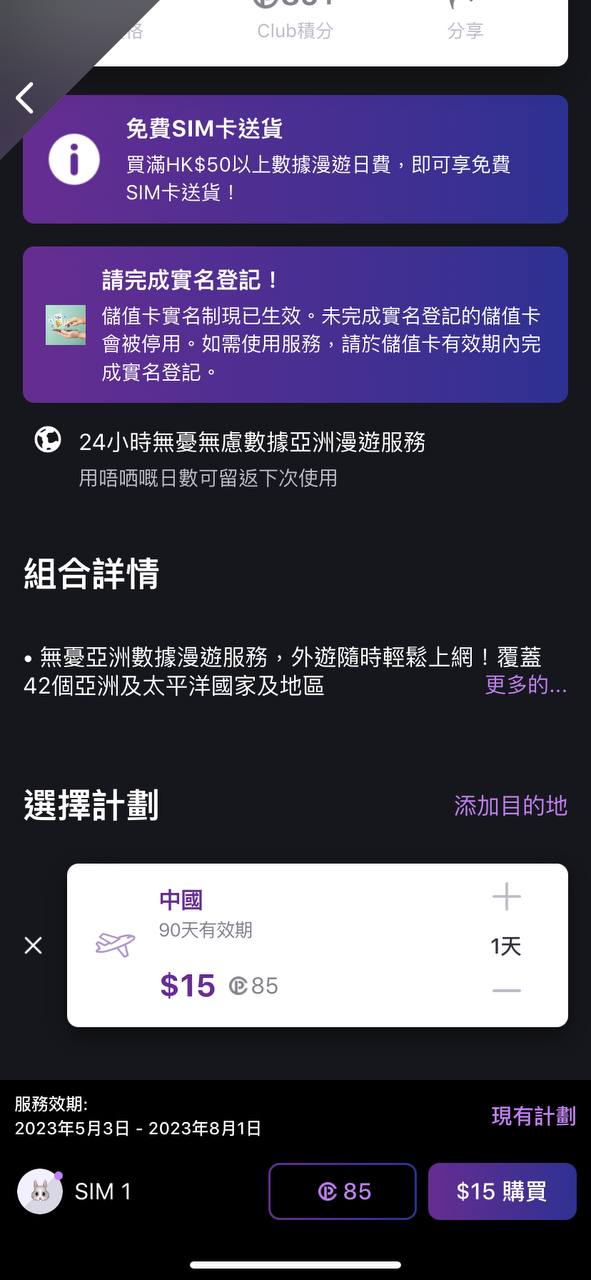 格
Club積分
分享
免費SIM卡送貨
買滿HK$50以上數據漫遊日費，即可享免費
SIM卡送貨！
請完成實名登記！
儲值卡實名制現已生效。未完成實名登記的儲值卡
會被停用。如需使用服務，請於儲值卡有效期內完
成實名登記。
24小時無憂無慮數據亞洲漫遊服務
用唔哂嘅日數可留返下次使用
組合詳情
• 無憂亞洲數據漫遊服務，外遊隨時輕鬆上網！覆蓋
42個亞洲及太平洋國家及地區 更多的...
選擇計劃 添加目的地
中國
90天有效期
1天
$15 85
服務效期:
2023年5月3日 - 2023年8月1日
現有計劃
SIM 1
85
$15 購買